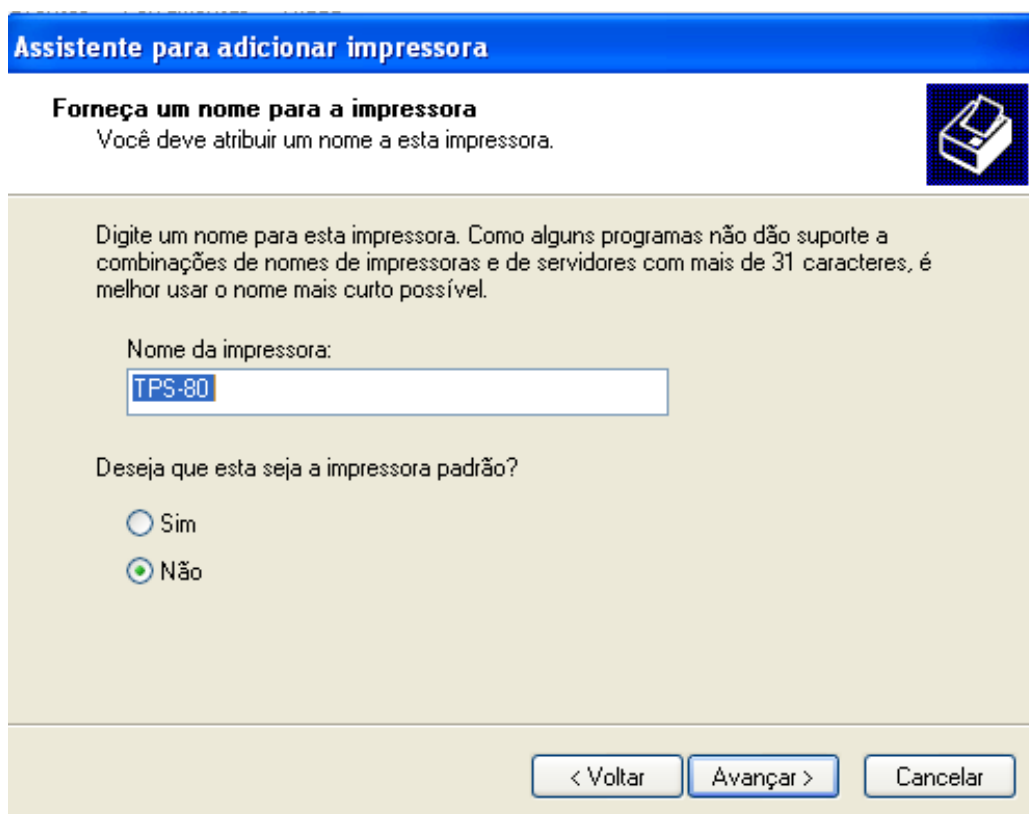 Assistente para adicionar impressora
Forneça um nome para a impressora
Você deve atribuir um nome a esta impressora.
Digite um nome para esta impressora. Como alguns programas não dão suporte a
combinações de nomes de impressoras e de servidores com mais de 31 caracteres, é
melhor usar o nome mais curto possível.
Nome da impressora:
TPS-80
Deseja que esta seja a impressora padrão?
Sim
Não
< Voltar
Avançar >
Cancelar